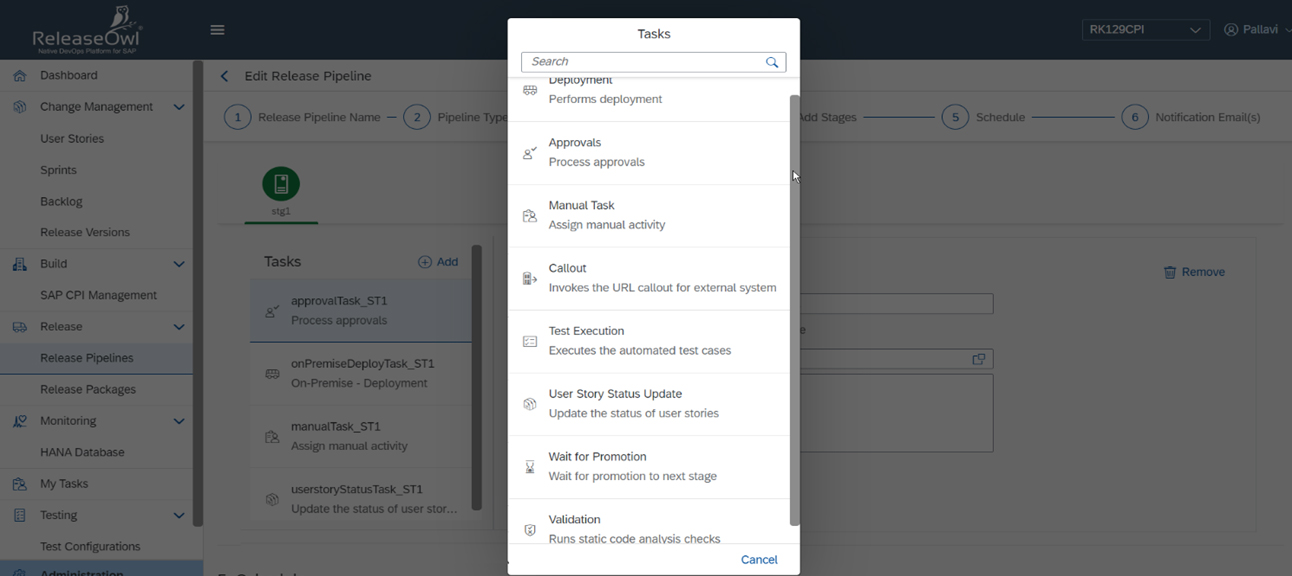 ReleaseOwl
Native DevOps Platform for SAP
RK129CPI
Pallavi
Dashboard
Change Management
User Stories
Sprints
Backlog
Release Versions
Build
SAP CPI Management
Release
Release Pipelines
Release Packages
Monitoring
HANA Database
My Tasks
Testing
Test Configurations
Administration
Edit Release Pipeline
1 Release Pipeline Name
2 Pipeline Type
Add Stages
5 Schedule
6 Notification Email(s)
stg1
Tasks
Add
approvalTask_ST1
Process approvals
onPremiseDeployTask_ST1
On-Premise - Deployment
manualTask_ST1
Assign manual activity
userstoryStatusTask_ST1
Update the status of user stor...
Remove
Tasks
Search
Deployment
Performs deployment
Approvals
Process approvals
Manual Task
Assign manual activity
Callout
Invokes the URL callout for external system
Test Execution
Executes the automated test cases
User Story Status Update
Update the status of user stories
Wait for Promotion
Wait for promotion to next stage
Validation
Runs static code analysis checks
Cancel